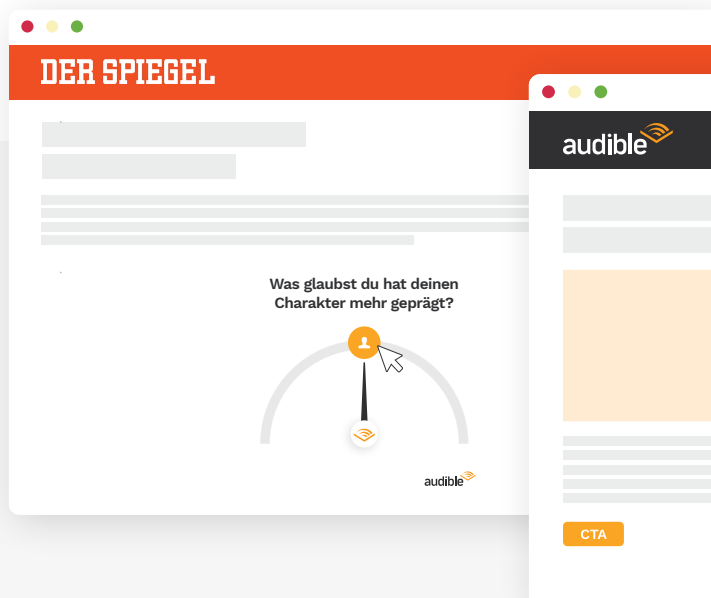 DER SPIEGEL
audible
Was glaubst du hat deinen
Charakter mehr geprägt?
audible
CTA